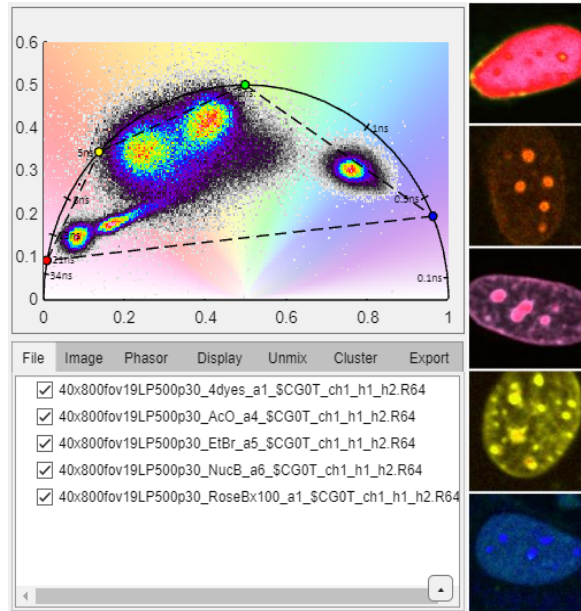 0.6
0.5
0.4
0.3
0.2
0.1
0
5ns
1ns
0.5ns
21ns
34ns
0.1ns
0 0.2 0.4 0.6 0.8 1
File Image Phasor Display Unmix Cluster Export
40x800fov19LP500p30_4dyes_a1_$CG0T_ch1_h1_h2.R64
40x800fov19LP500p30_AcO_a4_$CG0T_ch1_h1_h2.R64
40x800fov19LP500p30_EtBr_a5_$CG0T_ch1_h1_h2.R64
40x800fov19LP500p30_NucB_a6_$CG0T_ch1_h1_h2.R64
40x800fov19LP500p30_RoseBx100_a1_$CG0T_ch1_h1_h2.R64